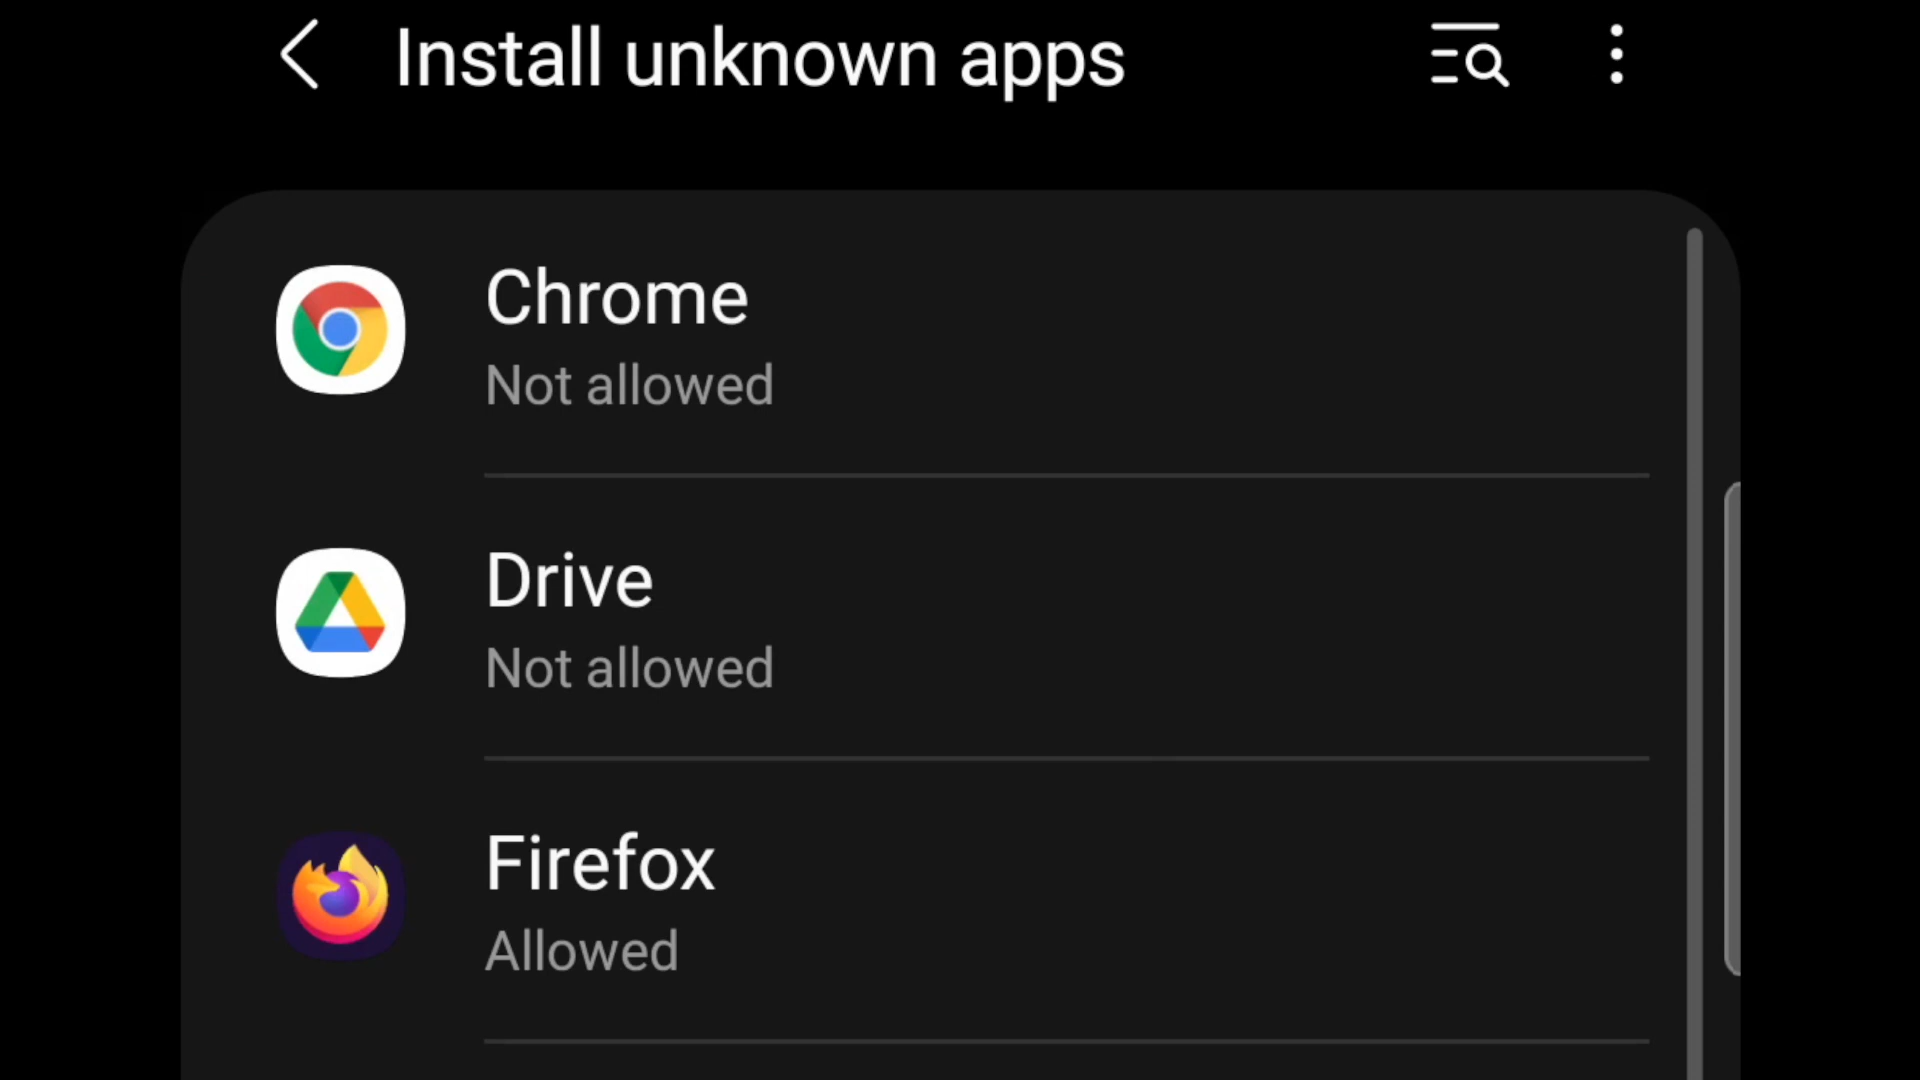 Install unknown apps
Chrome
Not allowed
Drive
Not allowed
Firefox
Allowed